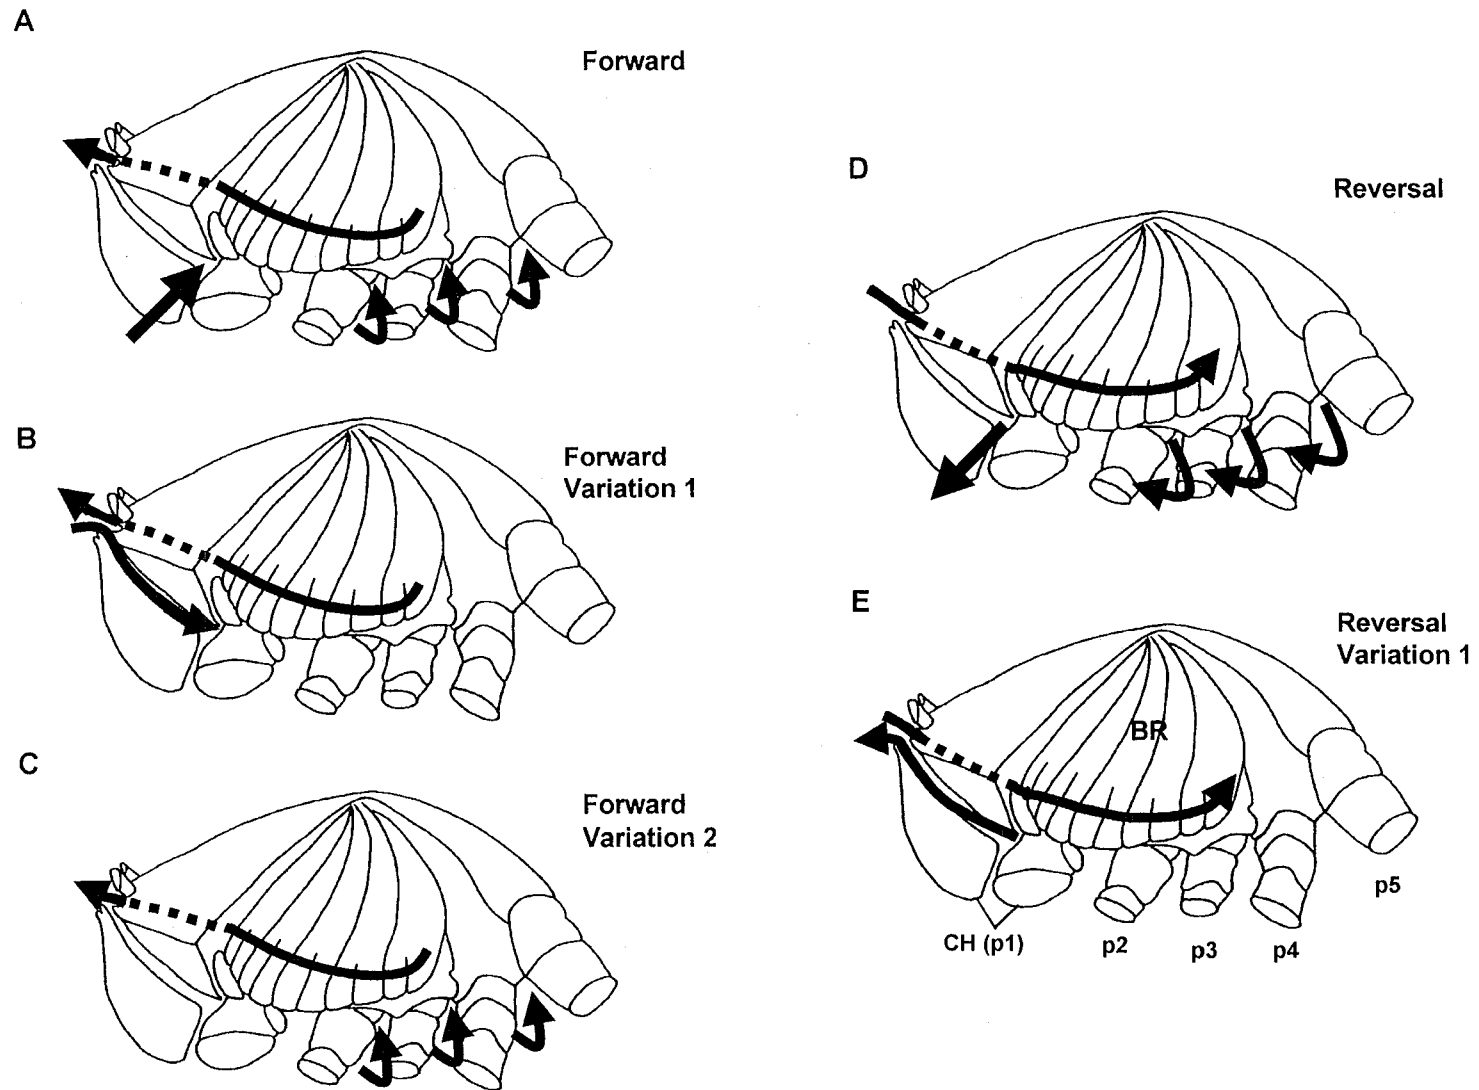 A
Forward
B
Forward
Variation 1
C
Forward
Variation 2
D
Reversal
E
Reversal
Variation 1
BR
p5
CH (p1)
p2
p3
p4